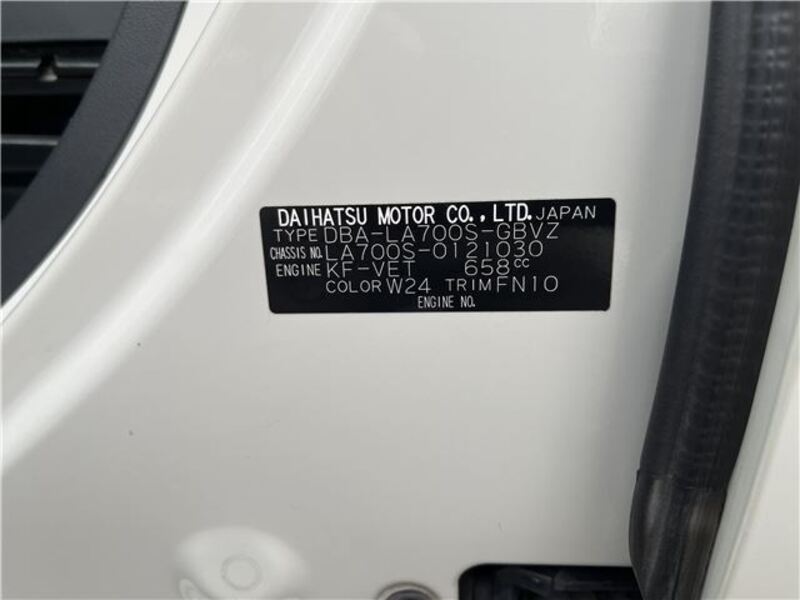 DAIHATSU MOTOR CO., LTD. JAPAN
TYPE DBA-LA700S-GBVZ
CHASSIS NO. LA700S-0121030
ENGINE KF-VET 658cc
COLOR W24 TRIM FN10
ENGINE NO.